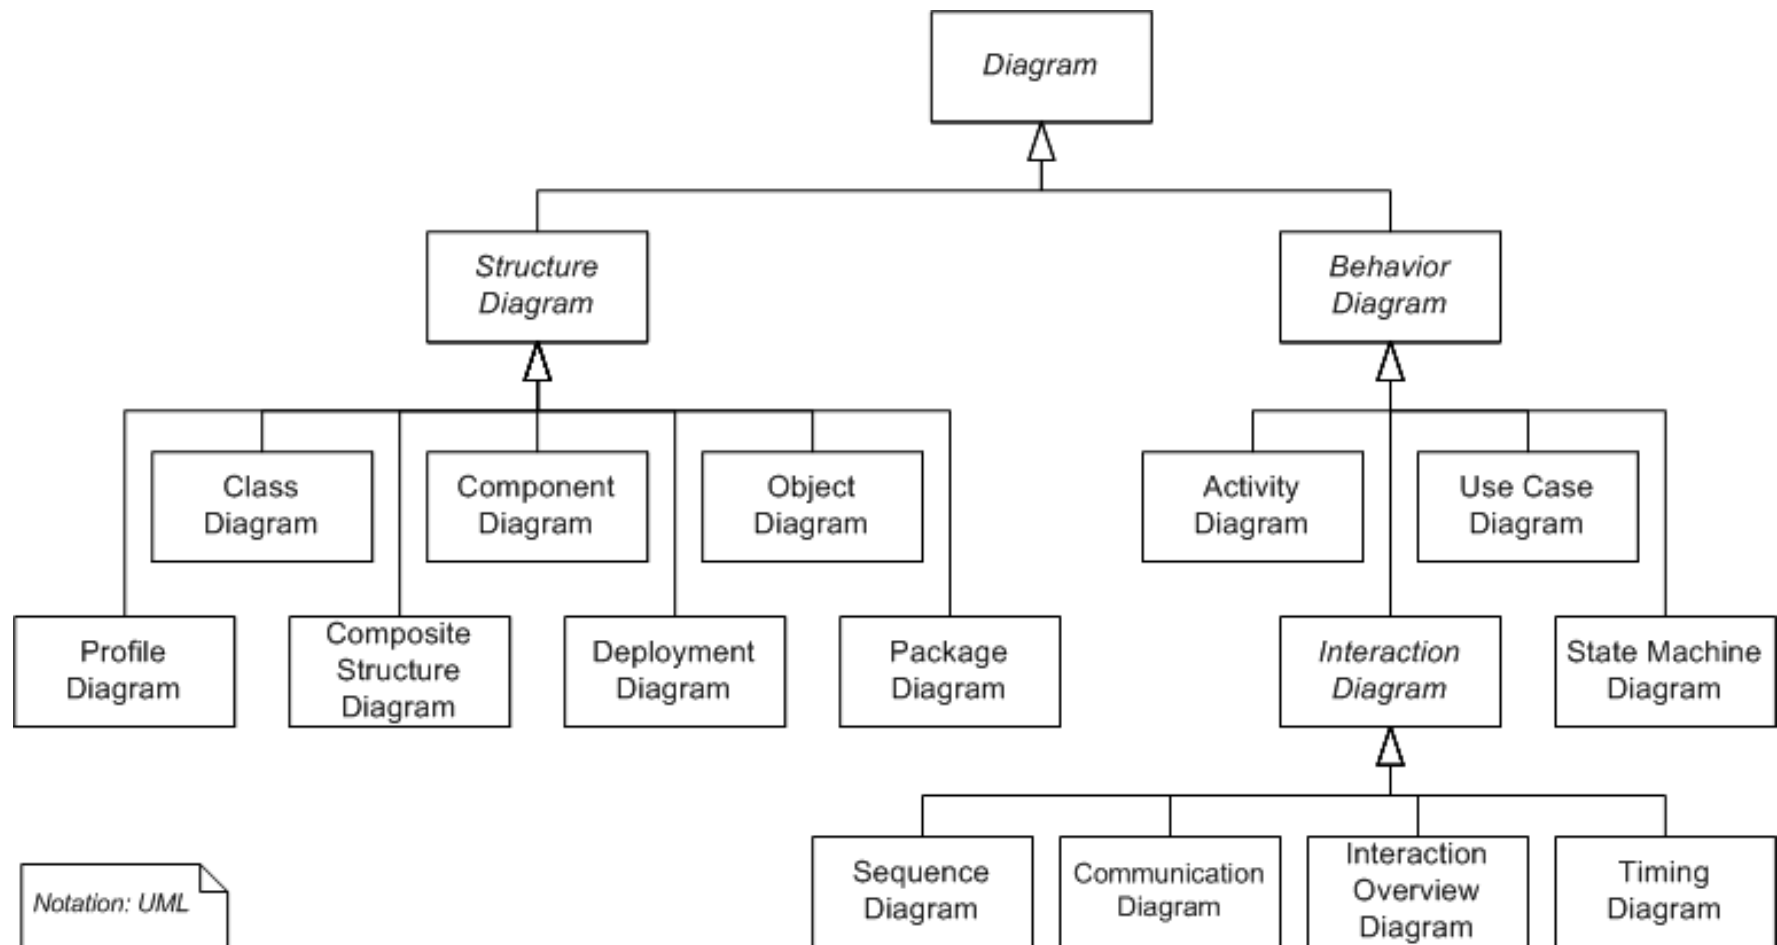 Diagram
Structure
Diagram
Behavior
Diagram
Class
Diagram
Component
Diagram
Object
Diagram
Activity
Diagram
Use Case
Diagram
Profile
Diagram
Composite
Structure
Diagram
Deployment
Diagram
Package
Diagram
Interaction
Diagram
State Machine
Diagram
Sequence
Diagram
Communication
Diagram
Interaction
Overview
Diagram
Timing
Diagram
Notation: UML